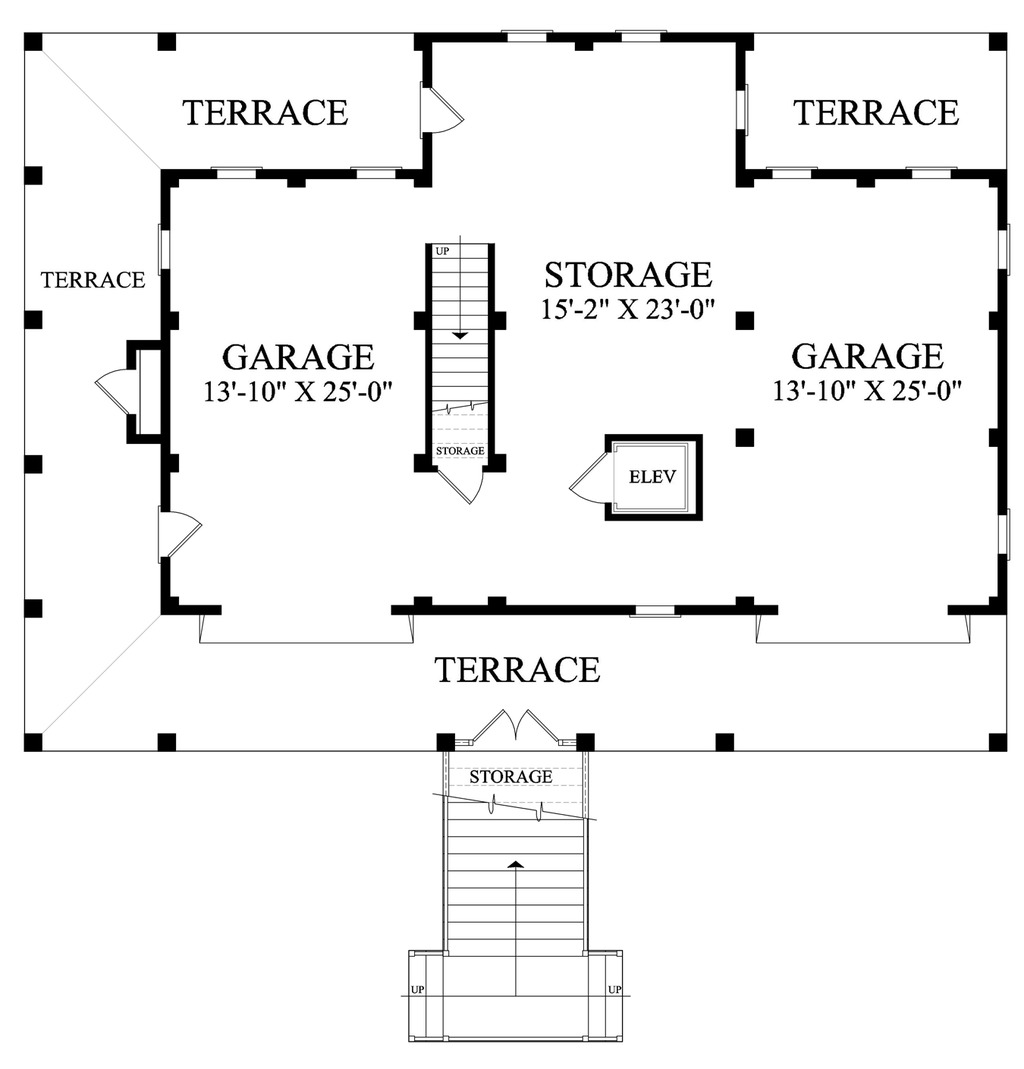 TERRACE
TERRACE
UP
TERRACE
STORAGE
15'-2" X 23'-0"
GARAGE
13'-10" X 25'-0"
GARAGE
13'-10" X 25'-0"
STORAGE
ELEV
TERRACE
STORAGE
UP
UP